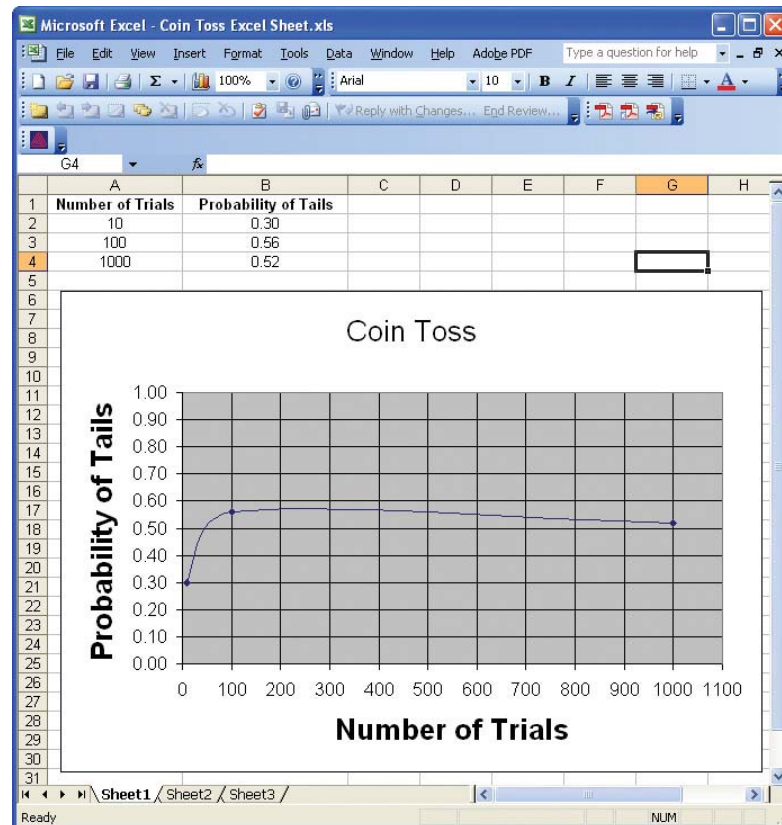 Microsoft Excel - Coin Toss Excel Sheet.xls
File Edit View Insert Format Tools Data Window Help Adobe PDF Type a question for help
Σ 100% Arial 10 B I A
Reply with Changes... End Review...
G4 fx
A B C D E F G H
1 Number of Trials Probability of Tails
2 10 0.30
3 100 0.56
4 1000 0.52
5
6
7
8
9
10
11
12
13
14
15
16
17
18
19
20
21
22
23
24
25
26
27
28
29
30
31
Coin Toss
Probability of Tails
1.00
0.90
0.80
0.70
0.60
0.50
0.40
0.30
0.20
0.10
0.00
0 100 200 300 400 500 600 700 800 900 1000 1100
Number of Trials
Sheet1 Sheet2 Sheet3
Ready NUM